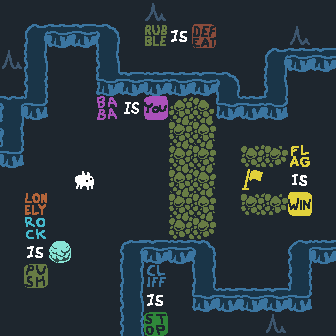 RUBBLE IS DEFEAT
BABA IS YOU
FLAG IS WIN
LONELY ROCK IS PUSH
CLIFF IS STOP